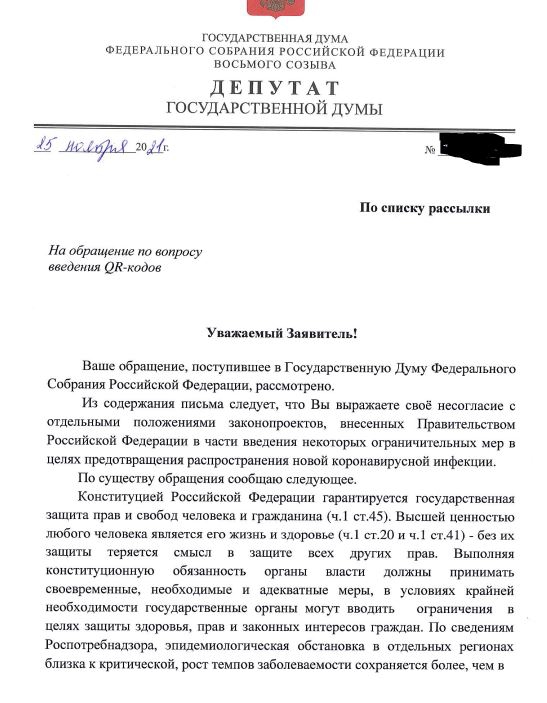 ГОСУДАРСТВЕННАЯ ДУМА
ФЕДЕРАЛЬНОГО СОБРАНИЯ РОССИЙСКОЙ ФЕДЕРАЦИИ
ВОСЬМОГО СОЗЫВА
ДЕПУТАТ
ГОСУДАРСТВЕННОЙ ДУМЫ
25 ноября 2021г.
№
По списку рассылки
На обращение по вопросу
введения QR-кодов
Уважаемый Заявитель!
Ваше обращение, поступившее в Государственную Думу Федерального
Собрания Российской Федерации, рассмотрено.
Из содержания письма следует, что Вы выражаете своё несогласие с
отдельными положениями законопроектов, внесенных Правительством
Российской Федерации в части введения некоторых ограничительных мер в
целях предотвращения распространения новой коронавирусной инфекции.
По существу обращения сообщаю следующее.
Конституцией Российской Федерации гарантируется государственная
защита прав и свобод человека и гражданина (ч.1 ст.45). Высшей ценностью
любого человека является его жизнь и здоровье (ч.1 ст.20 и ч.1 ст.41) - без их
защиты теряется смысл в защите всех других прав. Выполняя
конституционную обязанность органы власти должны принимать
своевременные, необходимые и адекватные меры, в условиях крайней
необходимости государственные органы могут вводить ограничения в
целях защиты здоровья, прав и законных интересов граждан. По сведениям
Роспотребнадзора, эпидемиологическая обстановка в отдельных регионах
близка к критической, рост темпов заболеваемости сохраняется более, чем в